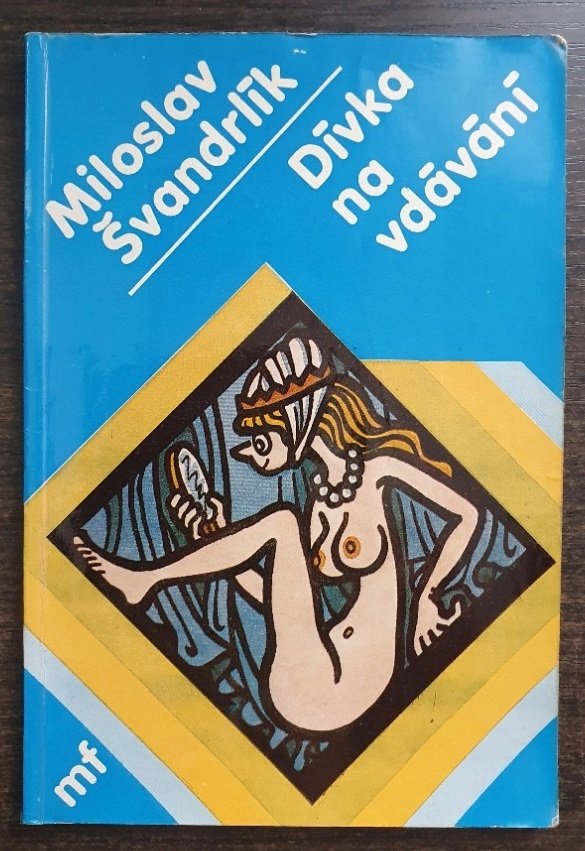 Miloslav
Švandrlík
Dívka
na
vdávání
mf